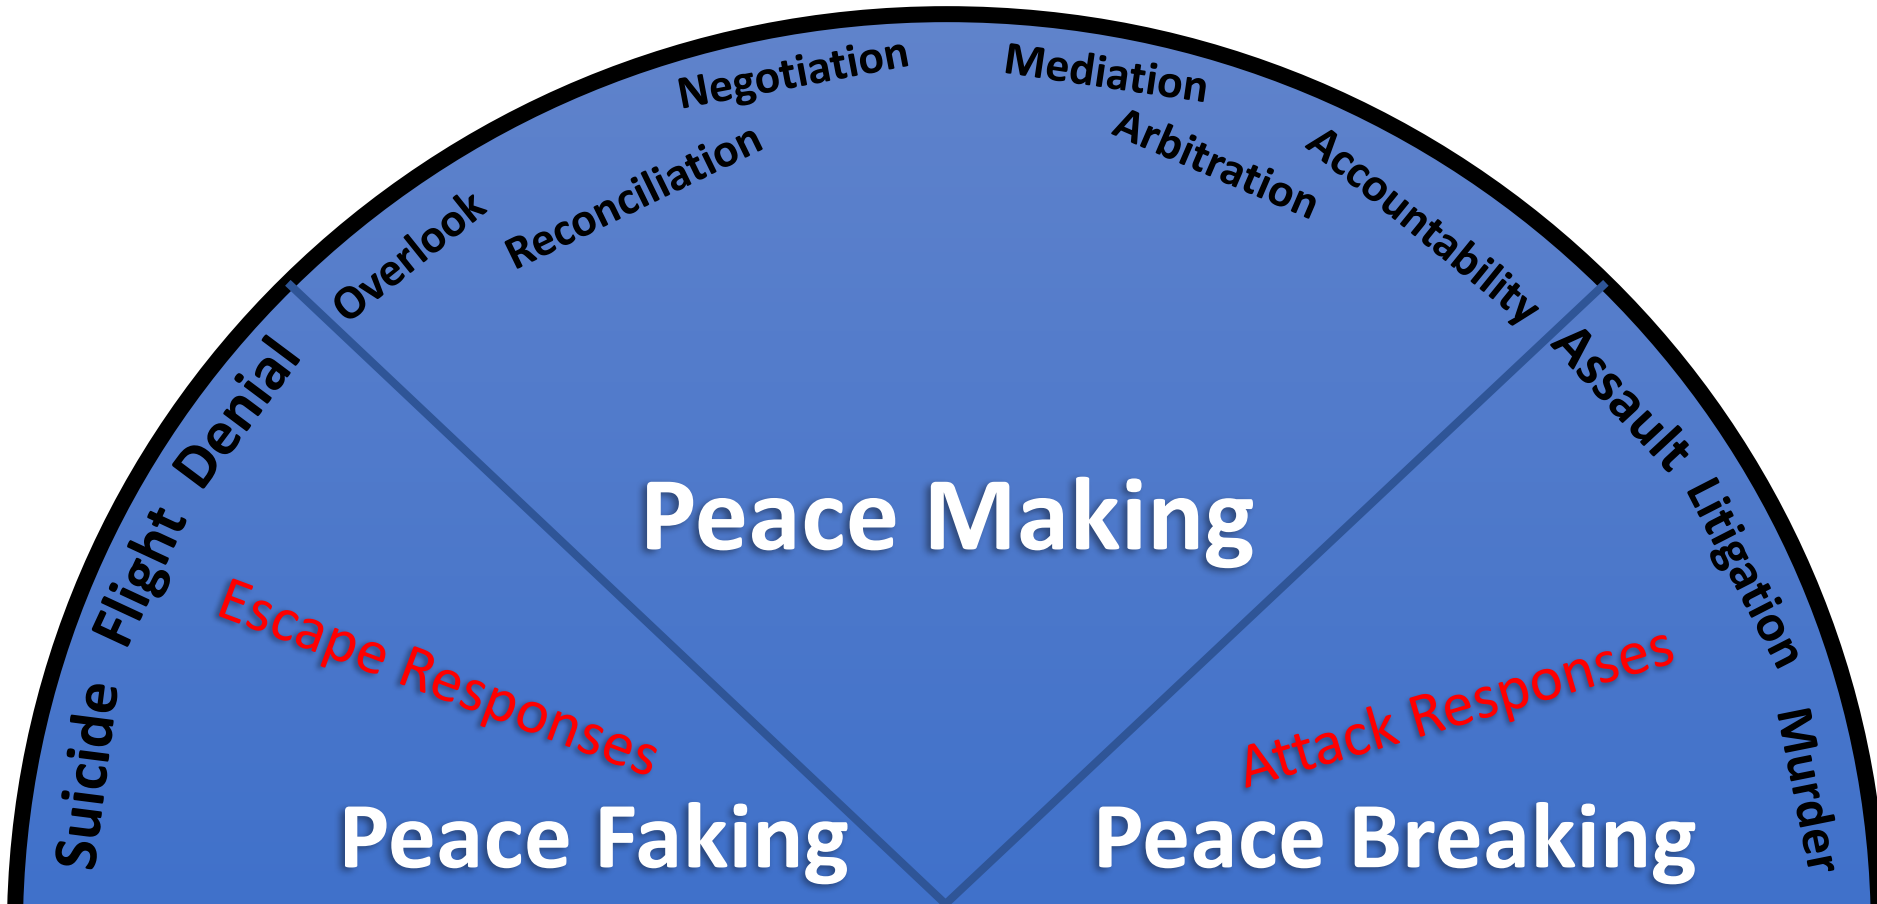 Negotiation
Mediation
Reconciliation
Arbitration
Overlook
Accountability
Denial
Assault
Flight
Litigation
Suicide
Murder
Peace Making
Escape Responses
Attack Responses
Peace Faking
Peace Breaking